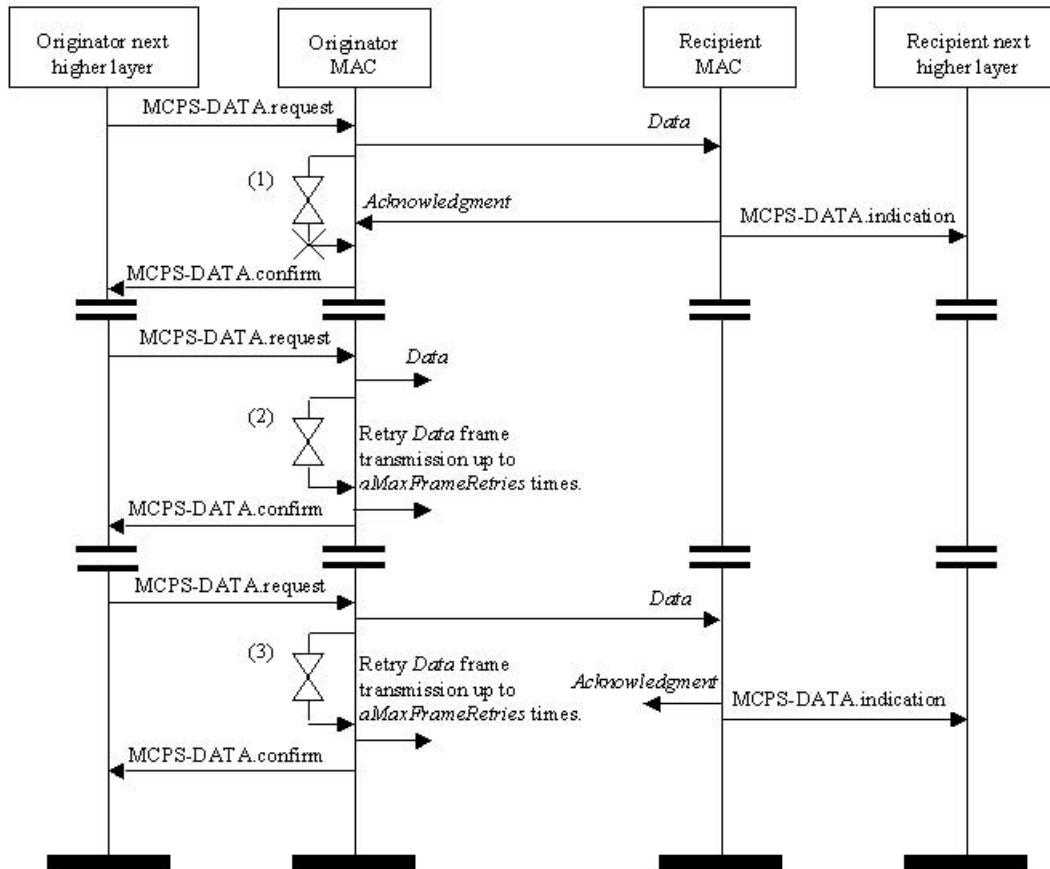 Originator next
higher layer
Originator
MAC
Recipient
MAC
Recipient next
higher layer
MCPS-DATA.request
Data
(1)
Acknowledgment
MCPS-DATA.indication
MCPS-DATA.confirm
MCPS-DATA.request
Data
(2)
Retry Data frame
transmission up to
aMaxFrameRetries times.
MCPS-DATA.confirm
MCPS-DATA.request
Data
(3)
Retry Data frame
transmission up to
aMaxFrameRetries times.
Acknowledgment
MCPS-DATA.indication
MCPS-DATA.confirm